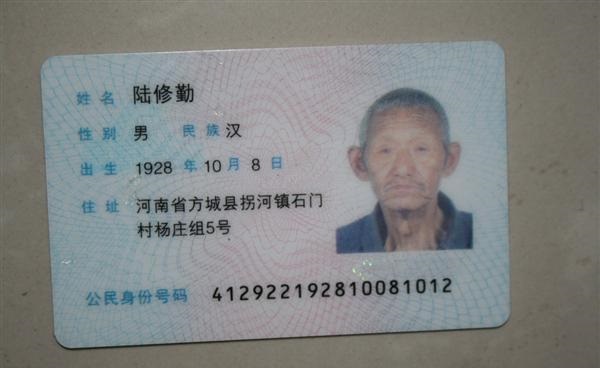 姓名 陆修勤
性别 男 民族 汉
出生 1928 年 10 月 8 日
住址 河南省方城县拐河镇石门
村杨庄组5号
公民身份号码 412922192810081012